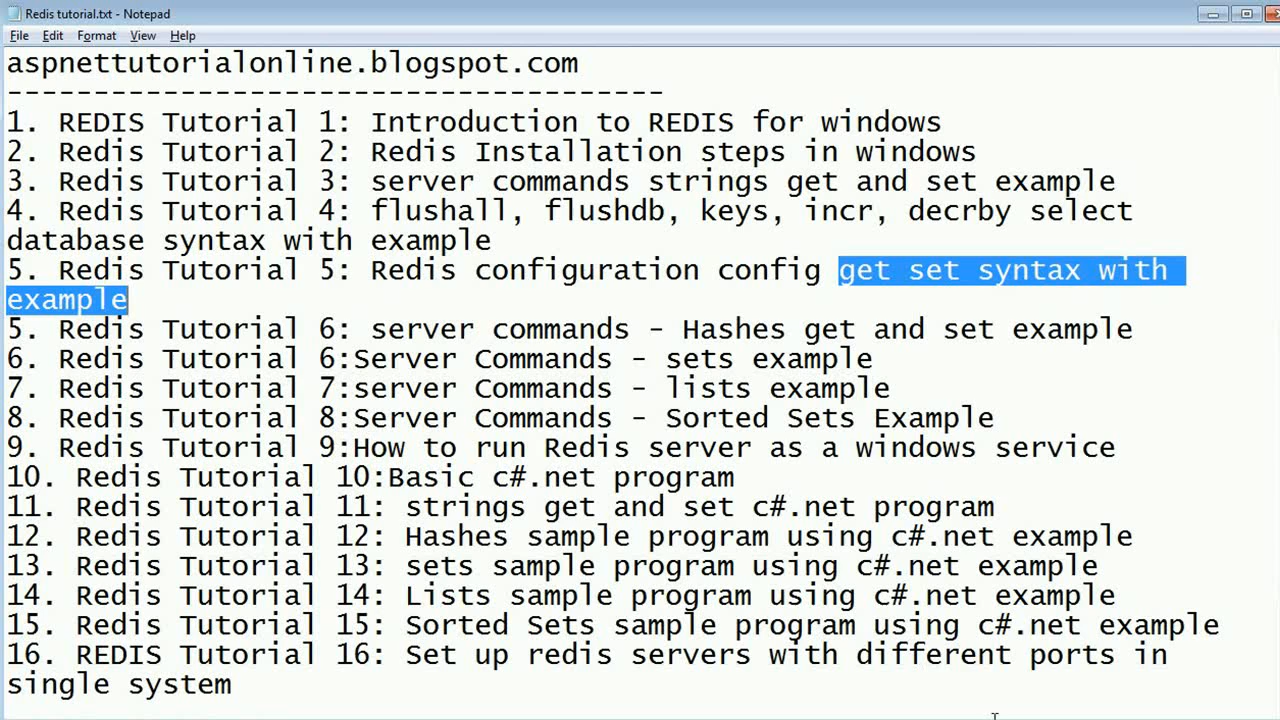 Redis tutorial.txt - Notepad
File Edit Format View Help
aspnettutorialonline.blogspot.com
--------------------------------------
1. REDIS Tutorial 1: Introduction to REDIS for windows
2. Redis Tutorial 2: Redis Installation steps in windows
3. Redis Tutorial 3: server commands strings get and set example
4. Redis Tutorial 4: flushall, flushdb, keys, incr, decrby select
database syntax with example
5. Redis Tutorial 5: Redis configuration config get set syntax with
example
5. Redis Tutorial 6: server commands - Hashes get and set example
6. Redis Tutorial 6:Server Commands - sets example
7. Redis Tutorial 7:server Commands - lists example
8. Redis Tutorial 8:Server Commands - Sorted Sets Example
9. Redis Tutorial 9:How to run Redis server as a windows service
10. Redis Tutorial 10:Basic c#.net program
11. Redis Tutorial 11: strings get and set c#.net program
12. Redis Tutorial 12: Hashes sample program using c#.net example
13. Redis Tutorial 13: sets sample program using c#.net example
14. Redis Tutorial 14: Lists sample program using c#.net example
15. Redis Tutorial 15: Sorted Sets sample program using c#.net example
16. REDIS Tutorial 16: Set up redis servers with different ports in
single system